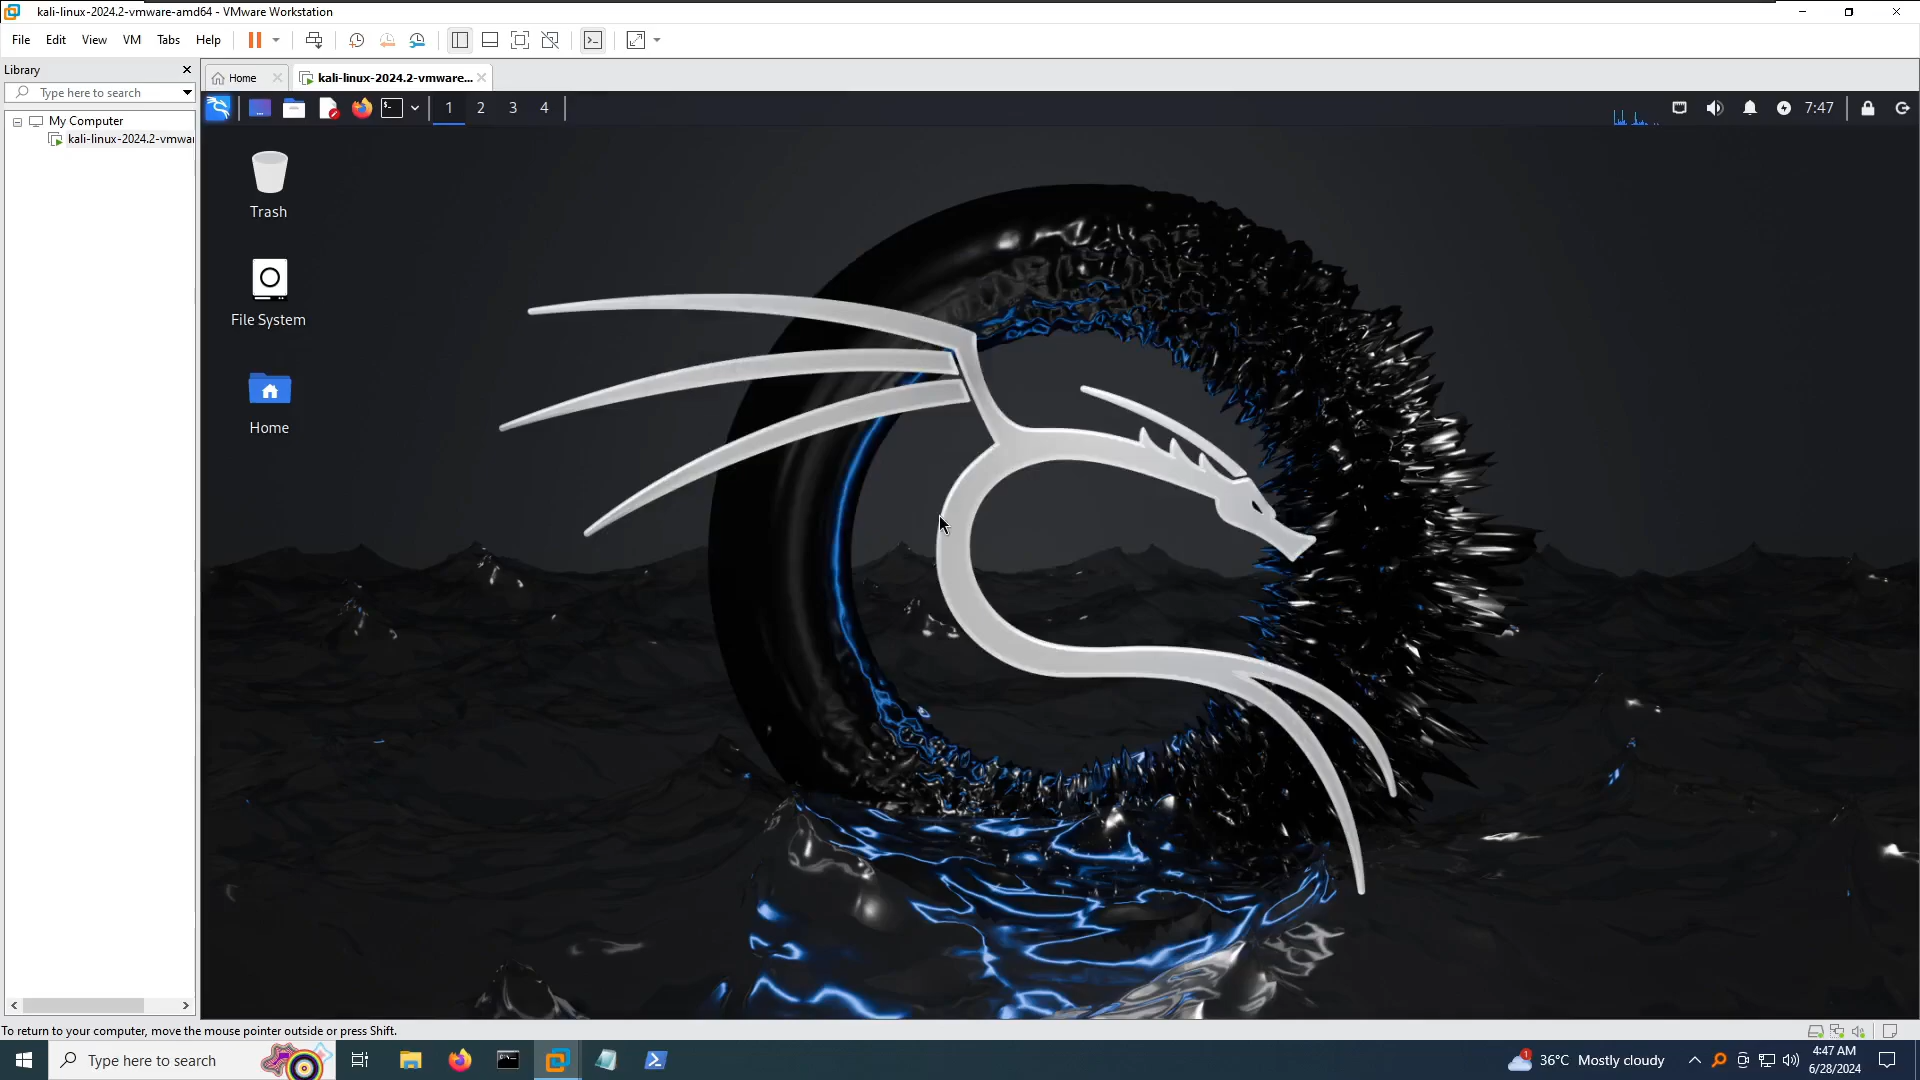 kali-linux-2024.2-vmware-amd64 - VMware Workstation
File Edit View VM Tabs Help
Library
Type here to search
My Computer
kali-linux-2024.2-vmwar
Home
kali-linux-2024.2-vmware...
1 2 3 4
7:47
Trash
File System
Home
To return to your computer, move the mouse pointer outside or press Shift.
Type here to search
1
36°C Mostly cloudy
4:47 AM
6/28/2024